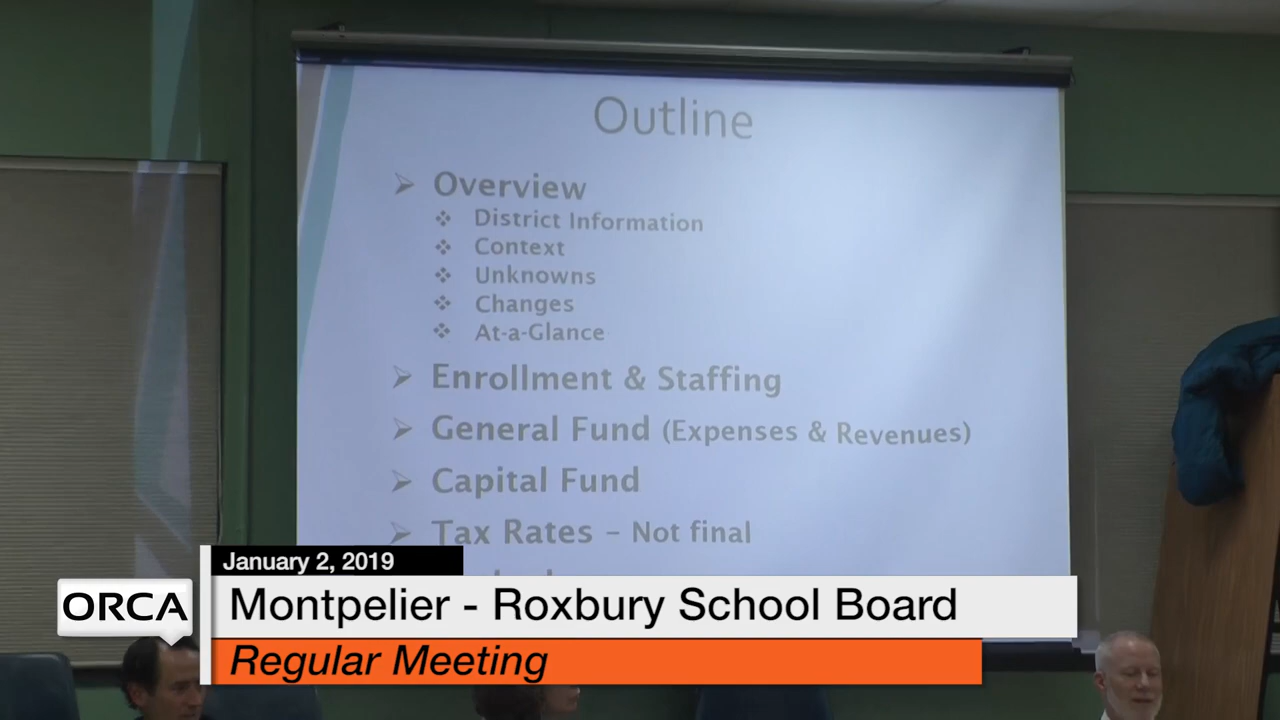 Outline
Overview
District Information
Context
Unknowns
Changes
At-a-Glance
Enrollment & Staffing
General Fund (Expenses & Revenues)
Capital Fund
Tax Rates – Not final
January 2, 2019
ORCA
Montpelier - Roxbury School Board
Regular Meeting